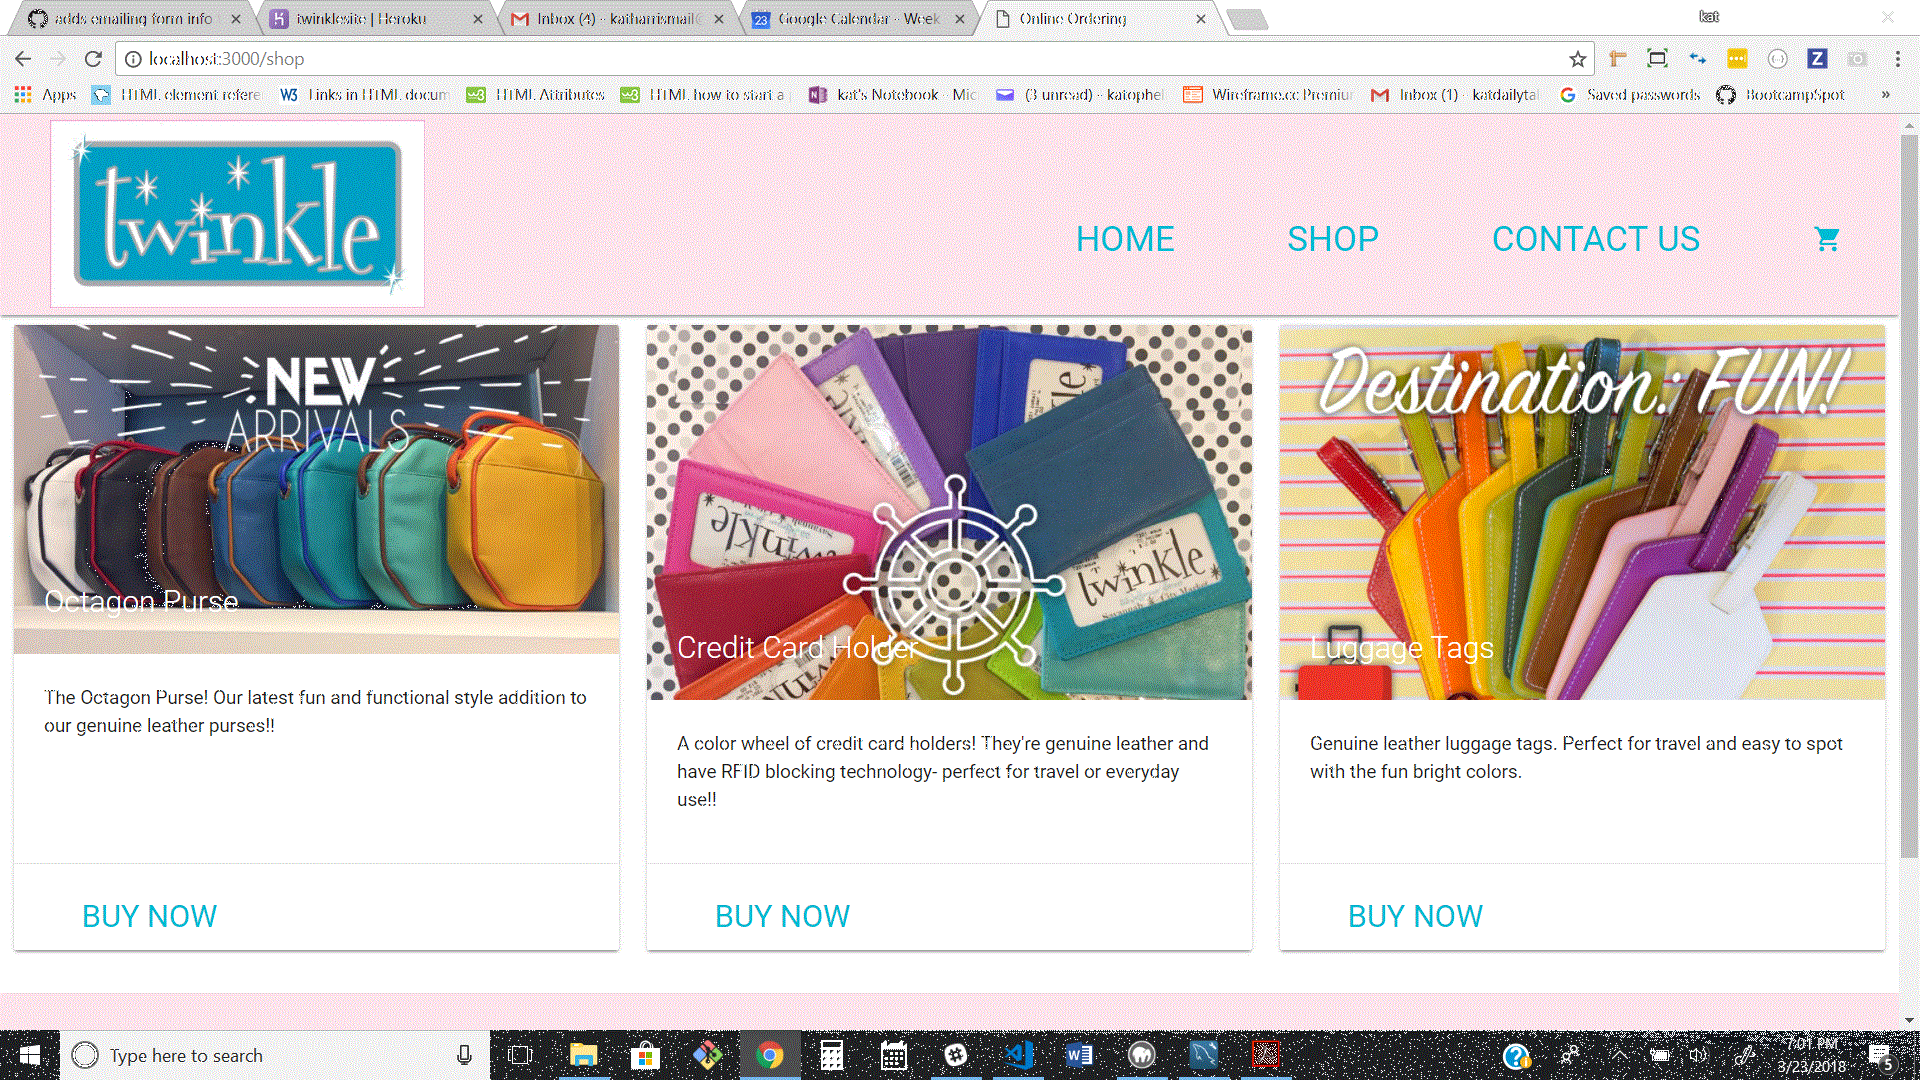 adds emailing form info
twinklesite | Heroku
Inbox (4) - katharrismail@
Google Calendar - Week
Online Ordering
kat
localhost:3000/shop
Apps
HTML element refere
Links in HTML docum
HTML Attributes
HTML how to start a
kat's Notebook - Mic
(3 unread) - katophel
Wireframe.cc Premiu
Inbox (1) - katdailytal
Saved passwords
BootcampSpot
»
twinkle
HOME
SHOP
CONTACT US
NEW
ARRIVALS
Octagon Purse
The Octagon Purse! Our latest fun and functional style addition to
our genuine leather purses!!
BUY NOW
twinkle
twinkle
Credit Card Holder
A color wheel of credit card holders! They're genuine leather and
have RFID blocking technology- perfect for travel or everyday
use!!
BUY NOW
Destination: FUN!
Luggage Tags
Genuine leather luggage tags. Perfect for travel and easy to spot
with the fun bright colors.
BUY NOW
Type here to search
7:01 PM
3/23/2018
5